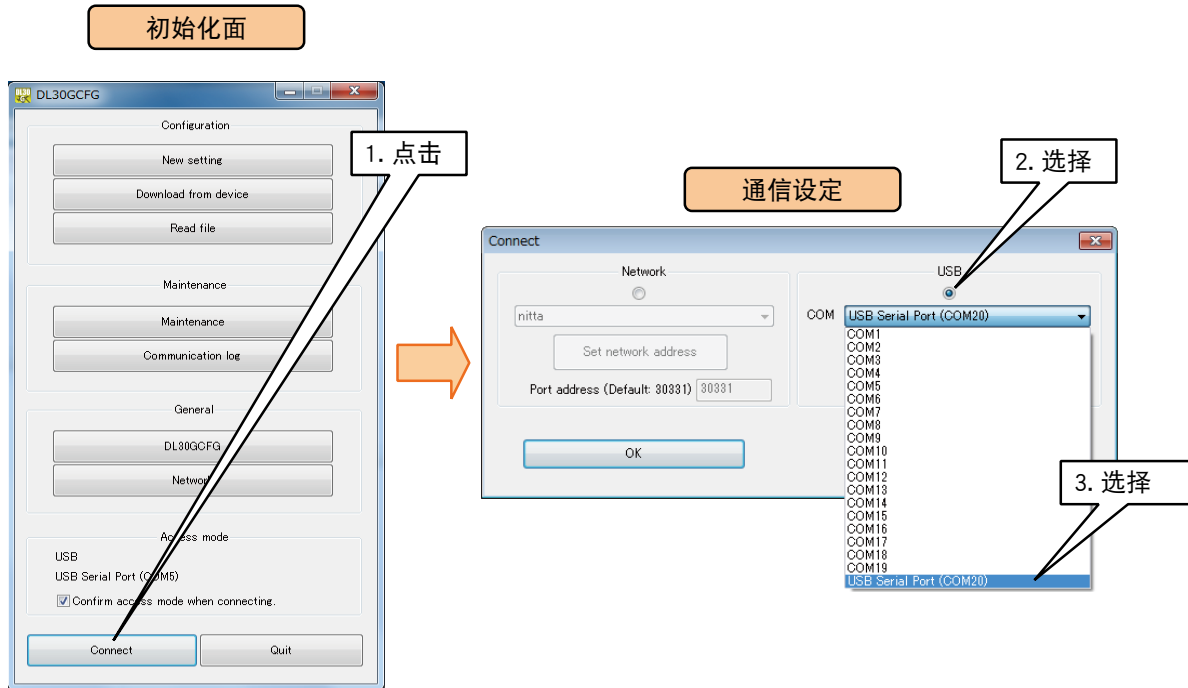 初始化面
DL30GCFG
Configuration
New setting
Download from device
Read file
Maintenance
Maintenance
Communication log
General
DL30GCFG
Network
Access mode
USB
USB Serial Port (COM5)
Confirm access mode when connecting.
Connect
Quit
1. 点击
通信设定
2. 选择
Connect
Network
nitta
Set network address
Port address (Default: 30331) 30331
OK
USB
COM USB Serial Port (COM20)
COM1
COM2
COM3
COM4
COM5
COM6
COM7
COM8
COM9
COM10
COM11
COM12
COM13
COM14
COM15
COM16
COM17
COM18
COM19
USB Serial Port (COM20)
3. 选择